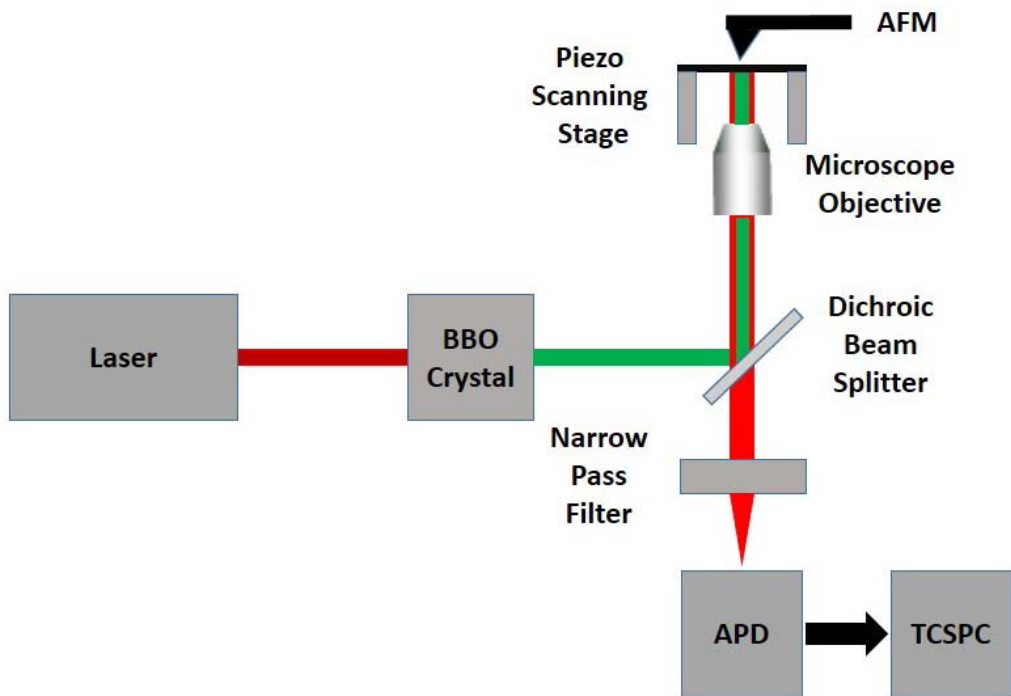 AFM
Piezo
Scanning
Stage
Microscope
Objective
Laser
BBO
Crystal
Dichroic
Beam
Splitter
Narrow
Pass
Filter
APD
TCSPC